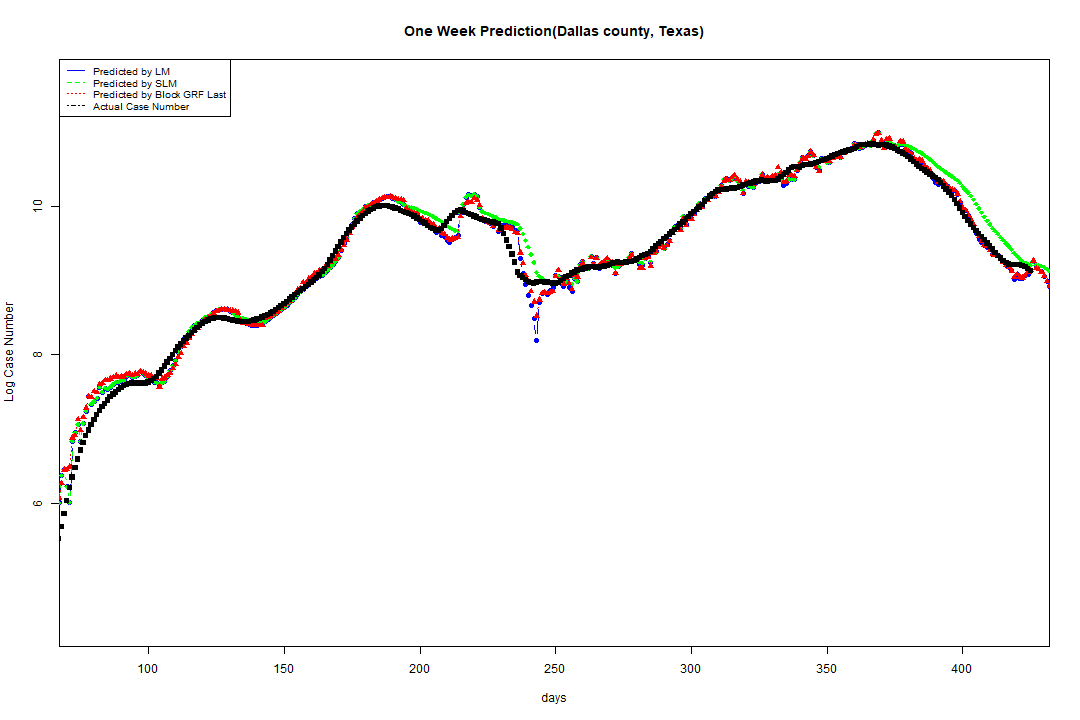 One Week Prediction(Dallas county, Texas)
Predicted by LM
Predicted by SLM
Predicted by Block GRF Last
Actual Case Number
Log Case Number
10
8
6
100 150 200 250 300 350 400
days